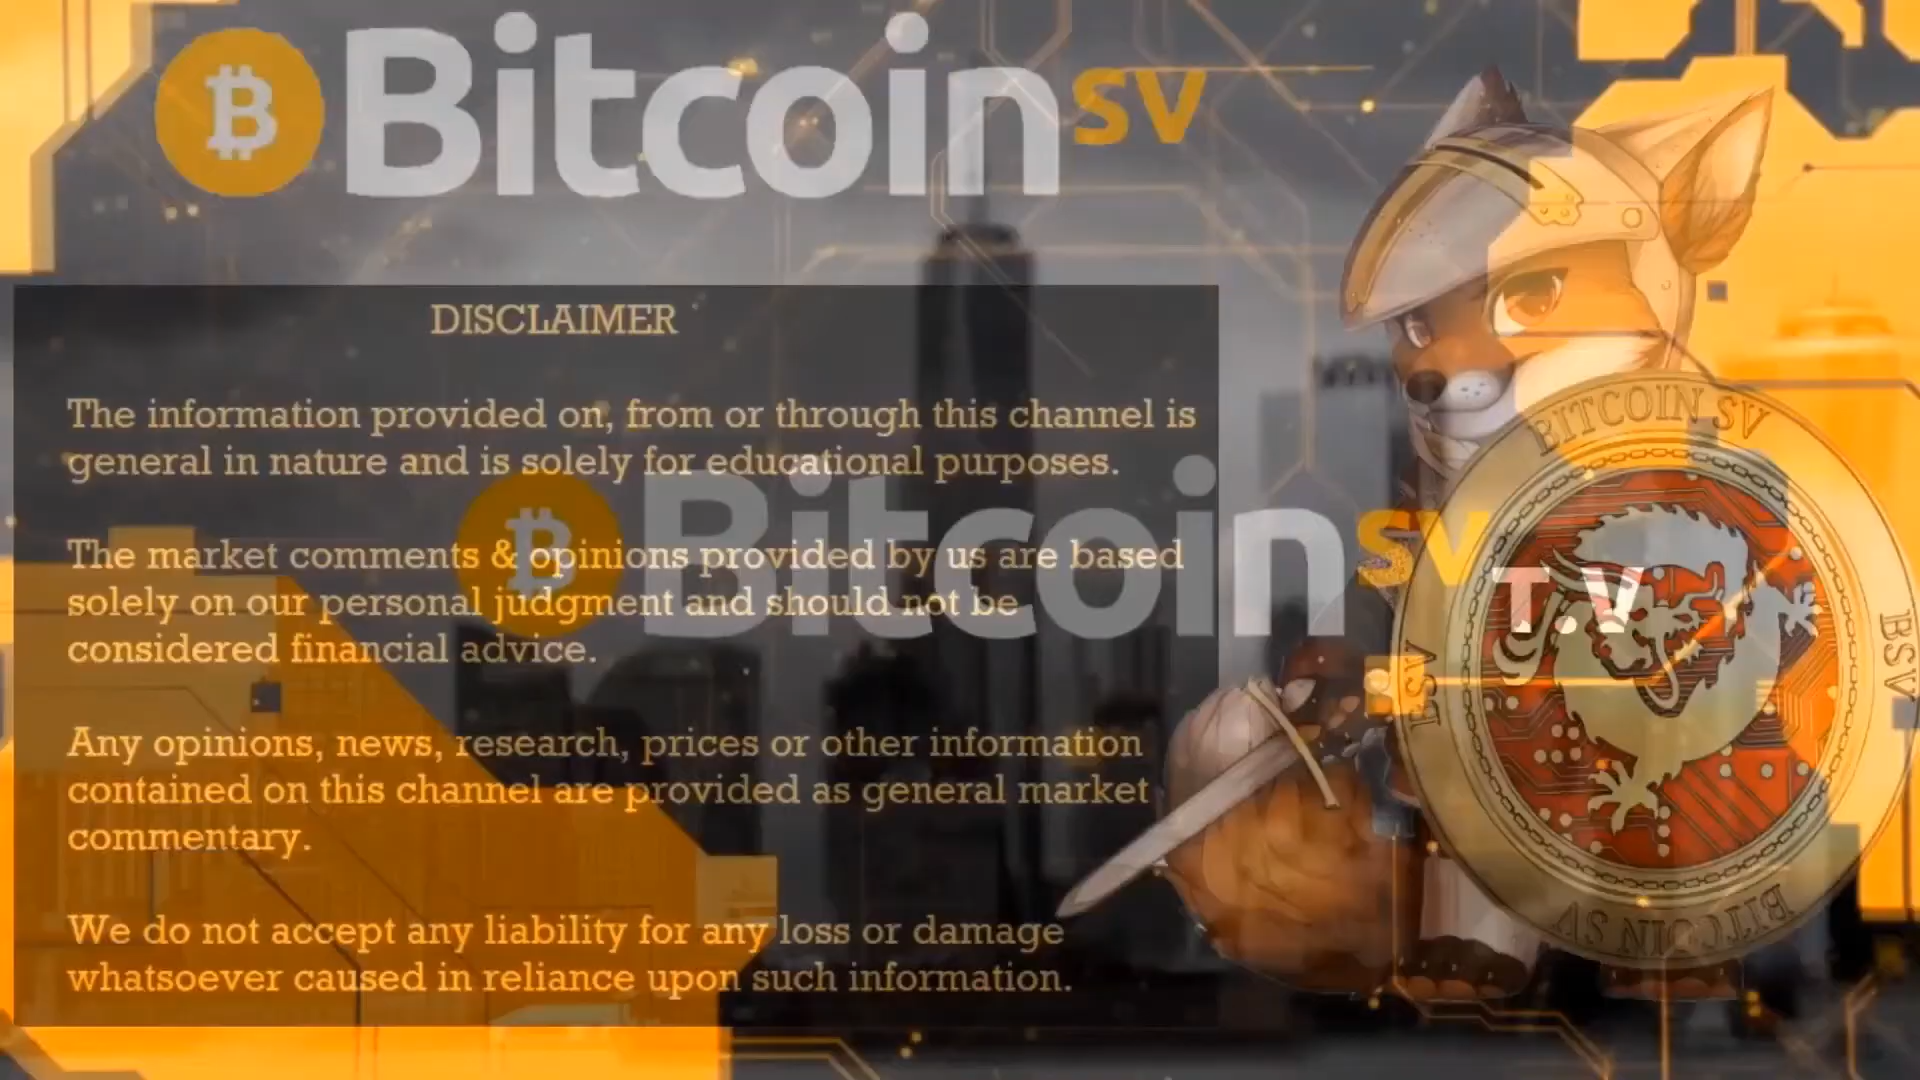 Bitcoin SV
DISCLAIMER
The information provided on, from or through this channel is
general in nature and is solely for educational purposes.
The market comments & opinions provided by us are based
solely on our personal judgment and should not be
considered financial advice.
Any opinions, news, research, prices or other information
contained on this channel are provided as general market
commentary.
We do not accept any liability for any loss or damage
whatsoever caused in reliance upon such information.
Bitcoin SV
T.V
BITCOIN SV
BSV
BSV
BITCOIN SV